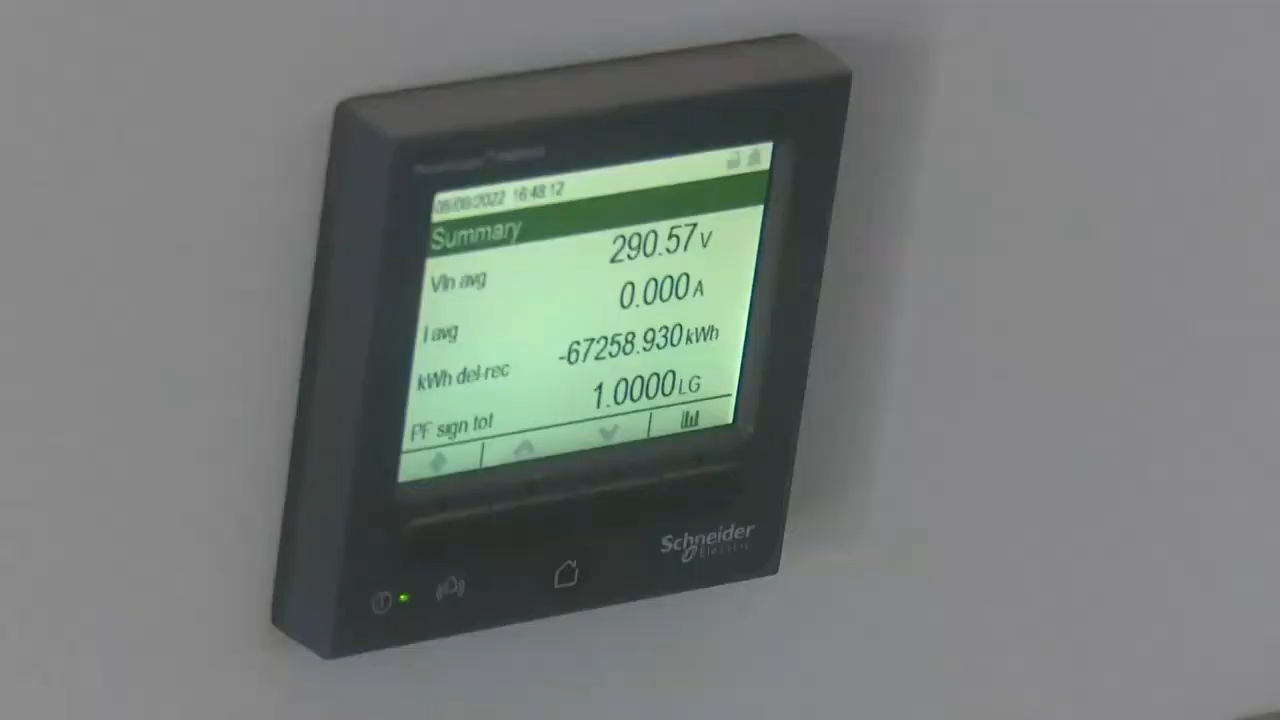 16:48:12
Summary
Vln avg 290.57 V
I avg 0.000 A
kWh del-rec -67258.930 kWh
PF sign tot 1.0000 LG
Schneider
Electric